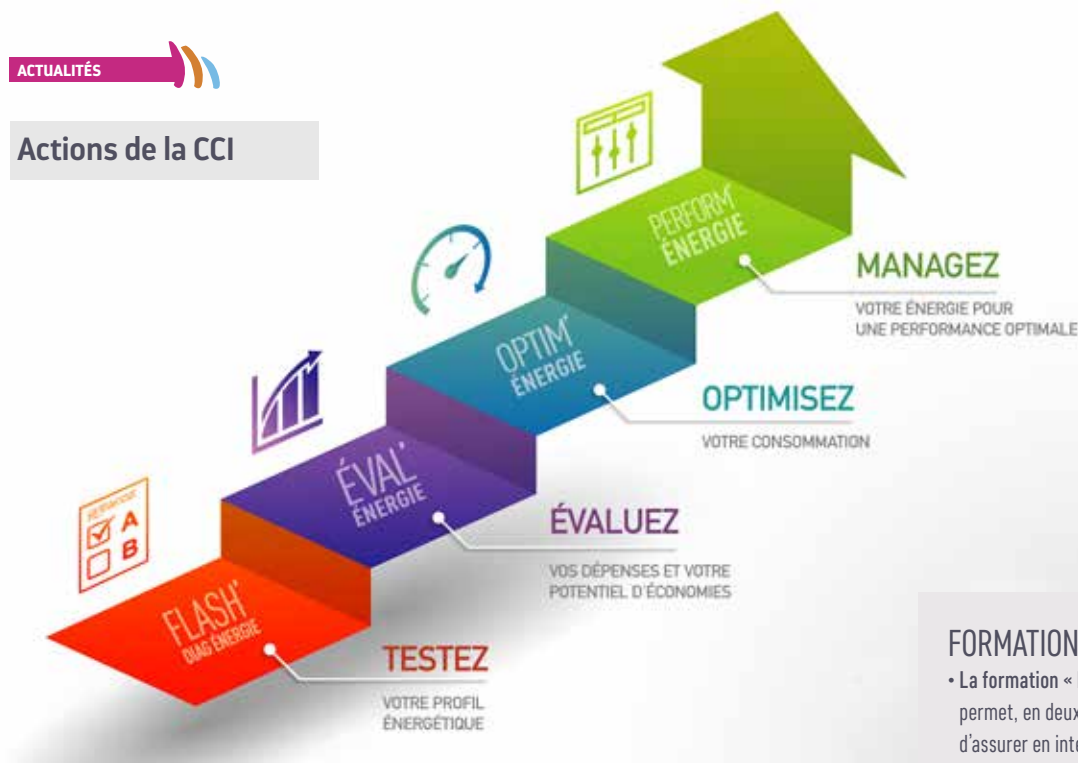 ACTUALITÉS
Actions de la CCI
PERFORM'
ÉNERGIE
MANAGEZ
VOTRE ÉNERGIE POUR
UNE PERFORMANCE OPTIMALE
OPTIM'
ÉNERGIE
OPTIMISEZ
VOTRE CONSOMMATION
ÉVAL'
ÉNERGIE
ÉVALUEZ
VOS DÉPENSES ET VOTRE
POTENTIEL D'ÉCONOMIES
A
B
FLASH'
DIAG ÉNERGIE
TESTEZ
VOTRE PROFIL
ÉNERGÉTIQUE
FORMATION
• La formation «
permet, en deux
d'assurer en inte